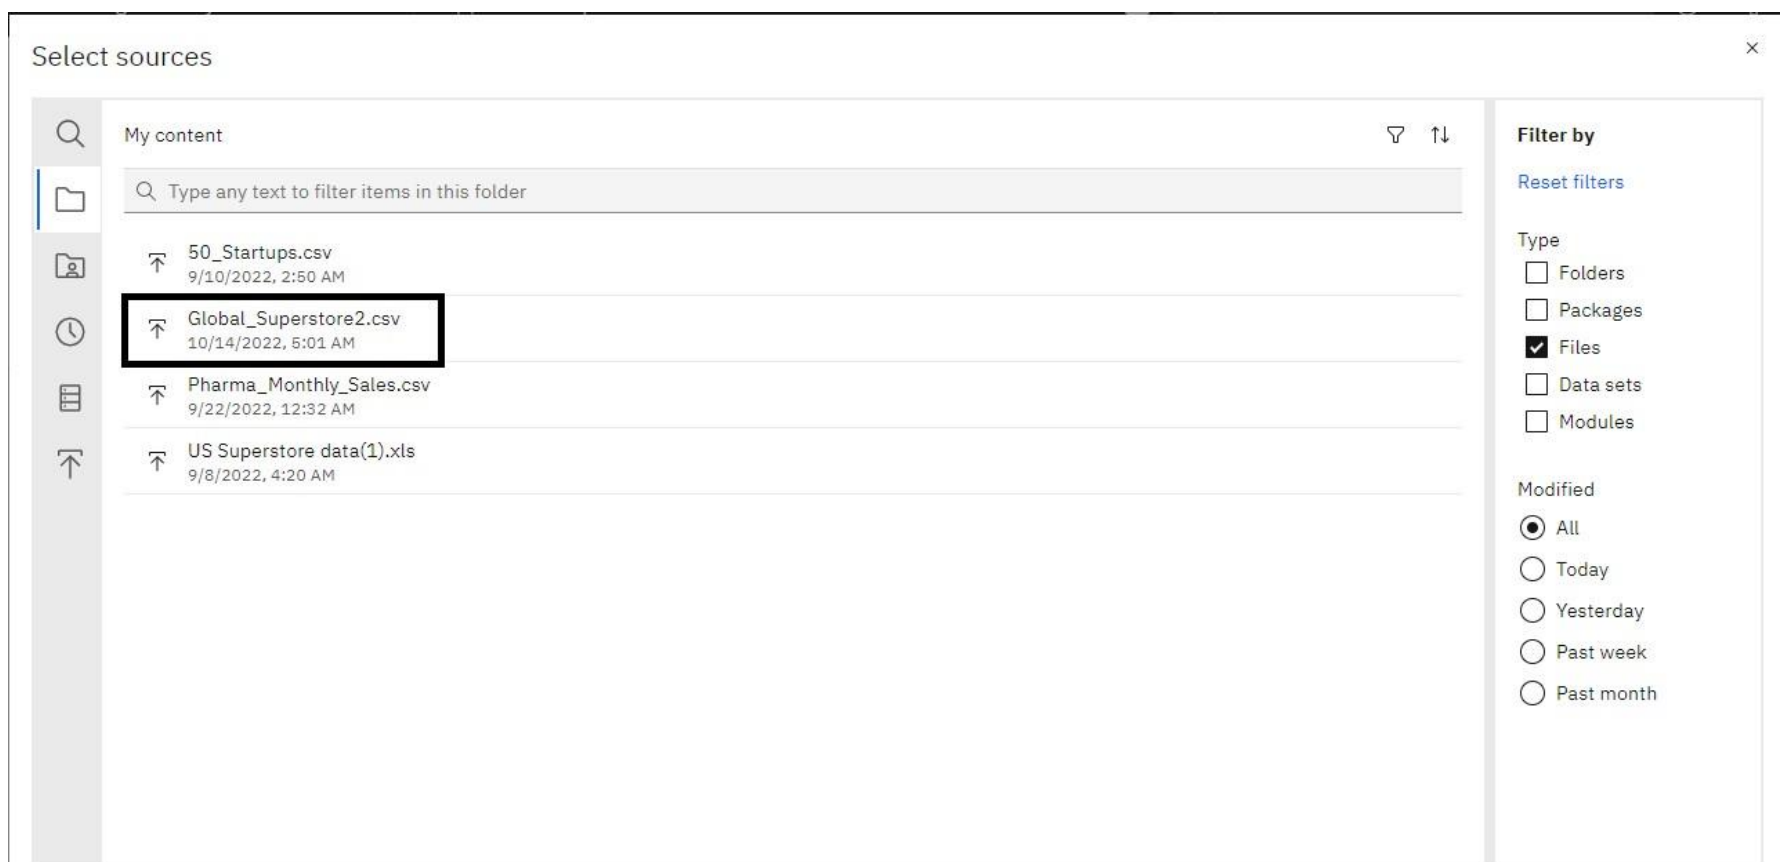 Select sources
My content
Type any text to filter items in this folder
50_Startups.csv
9/10/2022, 2:50 AM
Global_Superstore2.csv
10/14/2022, 5:01 AM
Pharma_Monthly_Sales.csv
9/22/2022, 12:32 AM
US Superstore data(1).xls
9/8/2022, 4:20 AM
Filter by
Reset filters
Type
Folders
Packages
Files
Data sets
Modules
Modified
All
Today
Yesterday
Past week
Past month